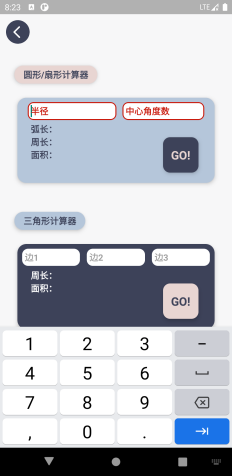 8:23 LTE
圆形/扇形计算器
半径 中心角度数
弧长:
周长:
面积:
GO!
三角形计算器
边1 边2 边3
周长:
面积:
GO!
1 2 3 −
4 5 6
7 8 9
, 0 .